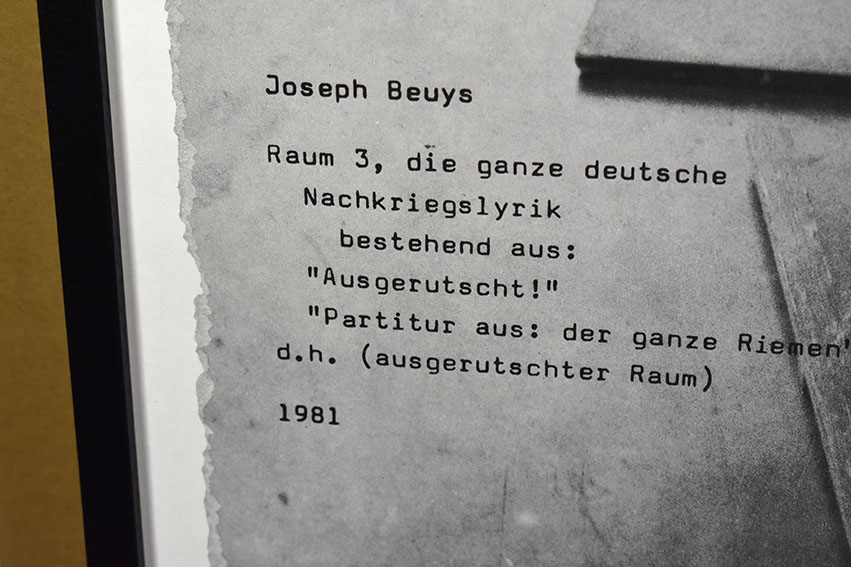 Joseph Beuys
Raum 3, die ganze deutsche
Nachkriegslyrik
bestehend aus:
"Ausgerutscht!"
"Partitur aus: der ganze Riemen"
d.h. (ausgerutschter Raum)
1981